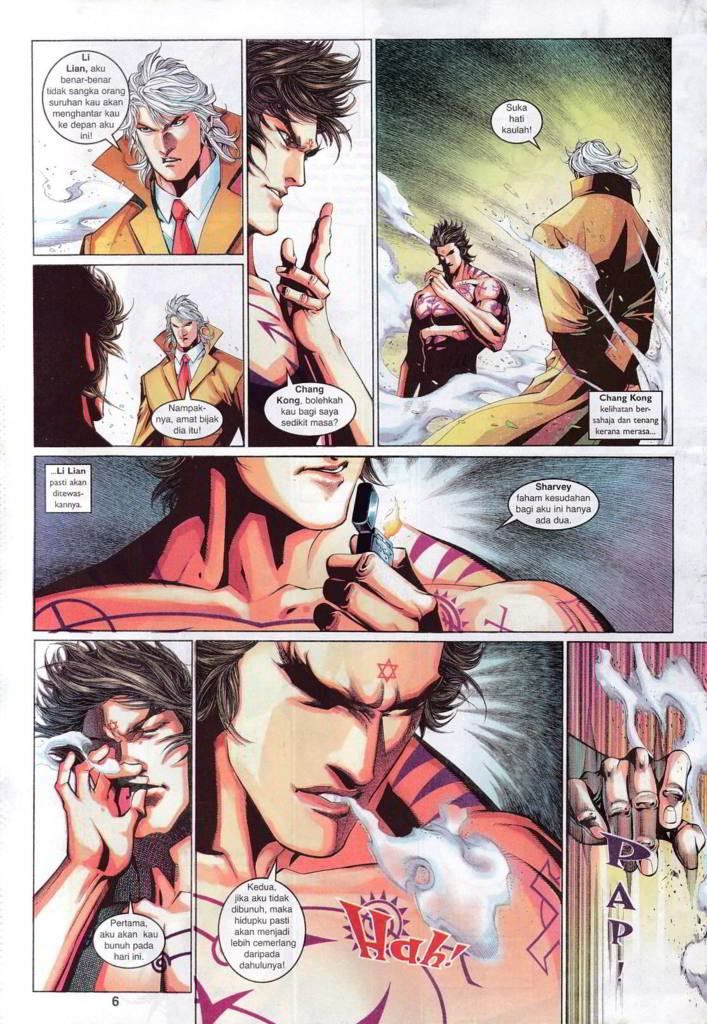 Li
Lian, aku
benar-benar
tidak sangka orang
suruhan kau akan
menghantar kau
ke depan aku
ini!
Nampak-
nya, amat bijak
dia itu!
Chang
Kong, bolehkah
kau bagi saya
sedikit masa?
Suka
hati
kaulah!
Chang Kong
kelihatan ber-
sahaja dan tenang
kerana merasa...
...Li Lian
pasti akan
ditewas-
kannya.
Sharvey
faham kesudahan
bagi aku ini hanya
ada dua.
Pertama,
aku akan kau
bunuh pada
hari ini.
Kedua,
jika aku tidak
dibunuh, maka
hidupku pasti
akan menjadi
lebih cemerlang
daripada
dahulunya!
Hah!
PAP!
6